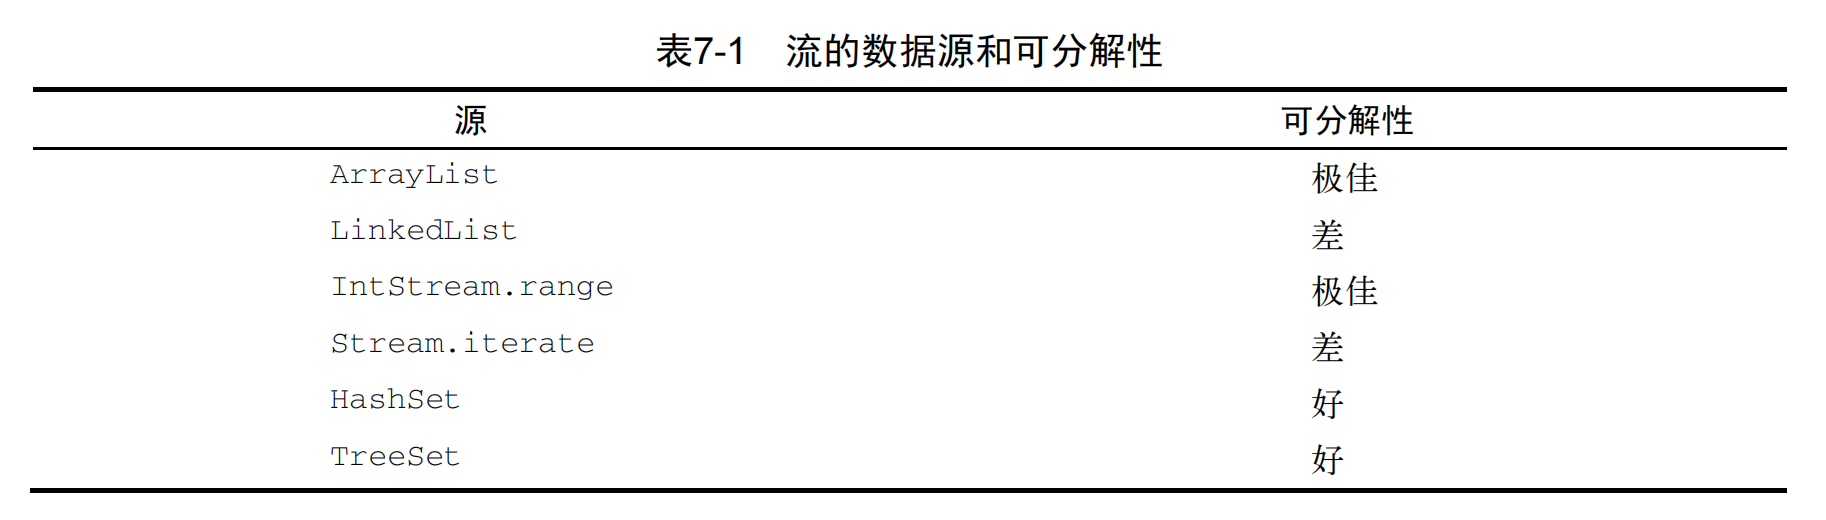 表7-1 流的数据源和可分解性
源 可分解性
ArrayList 极佳
LinkedList 差
IntStream.range 极佳
Stream.iterate 差
HashSet 好
TreeSet 好